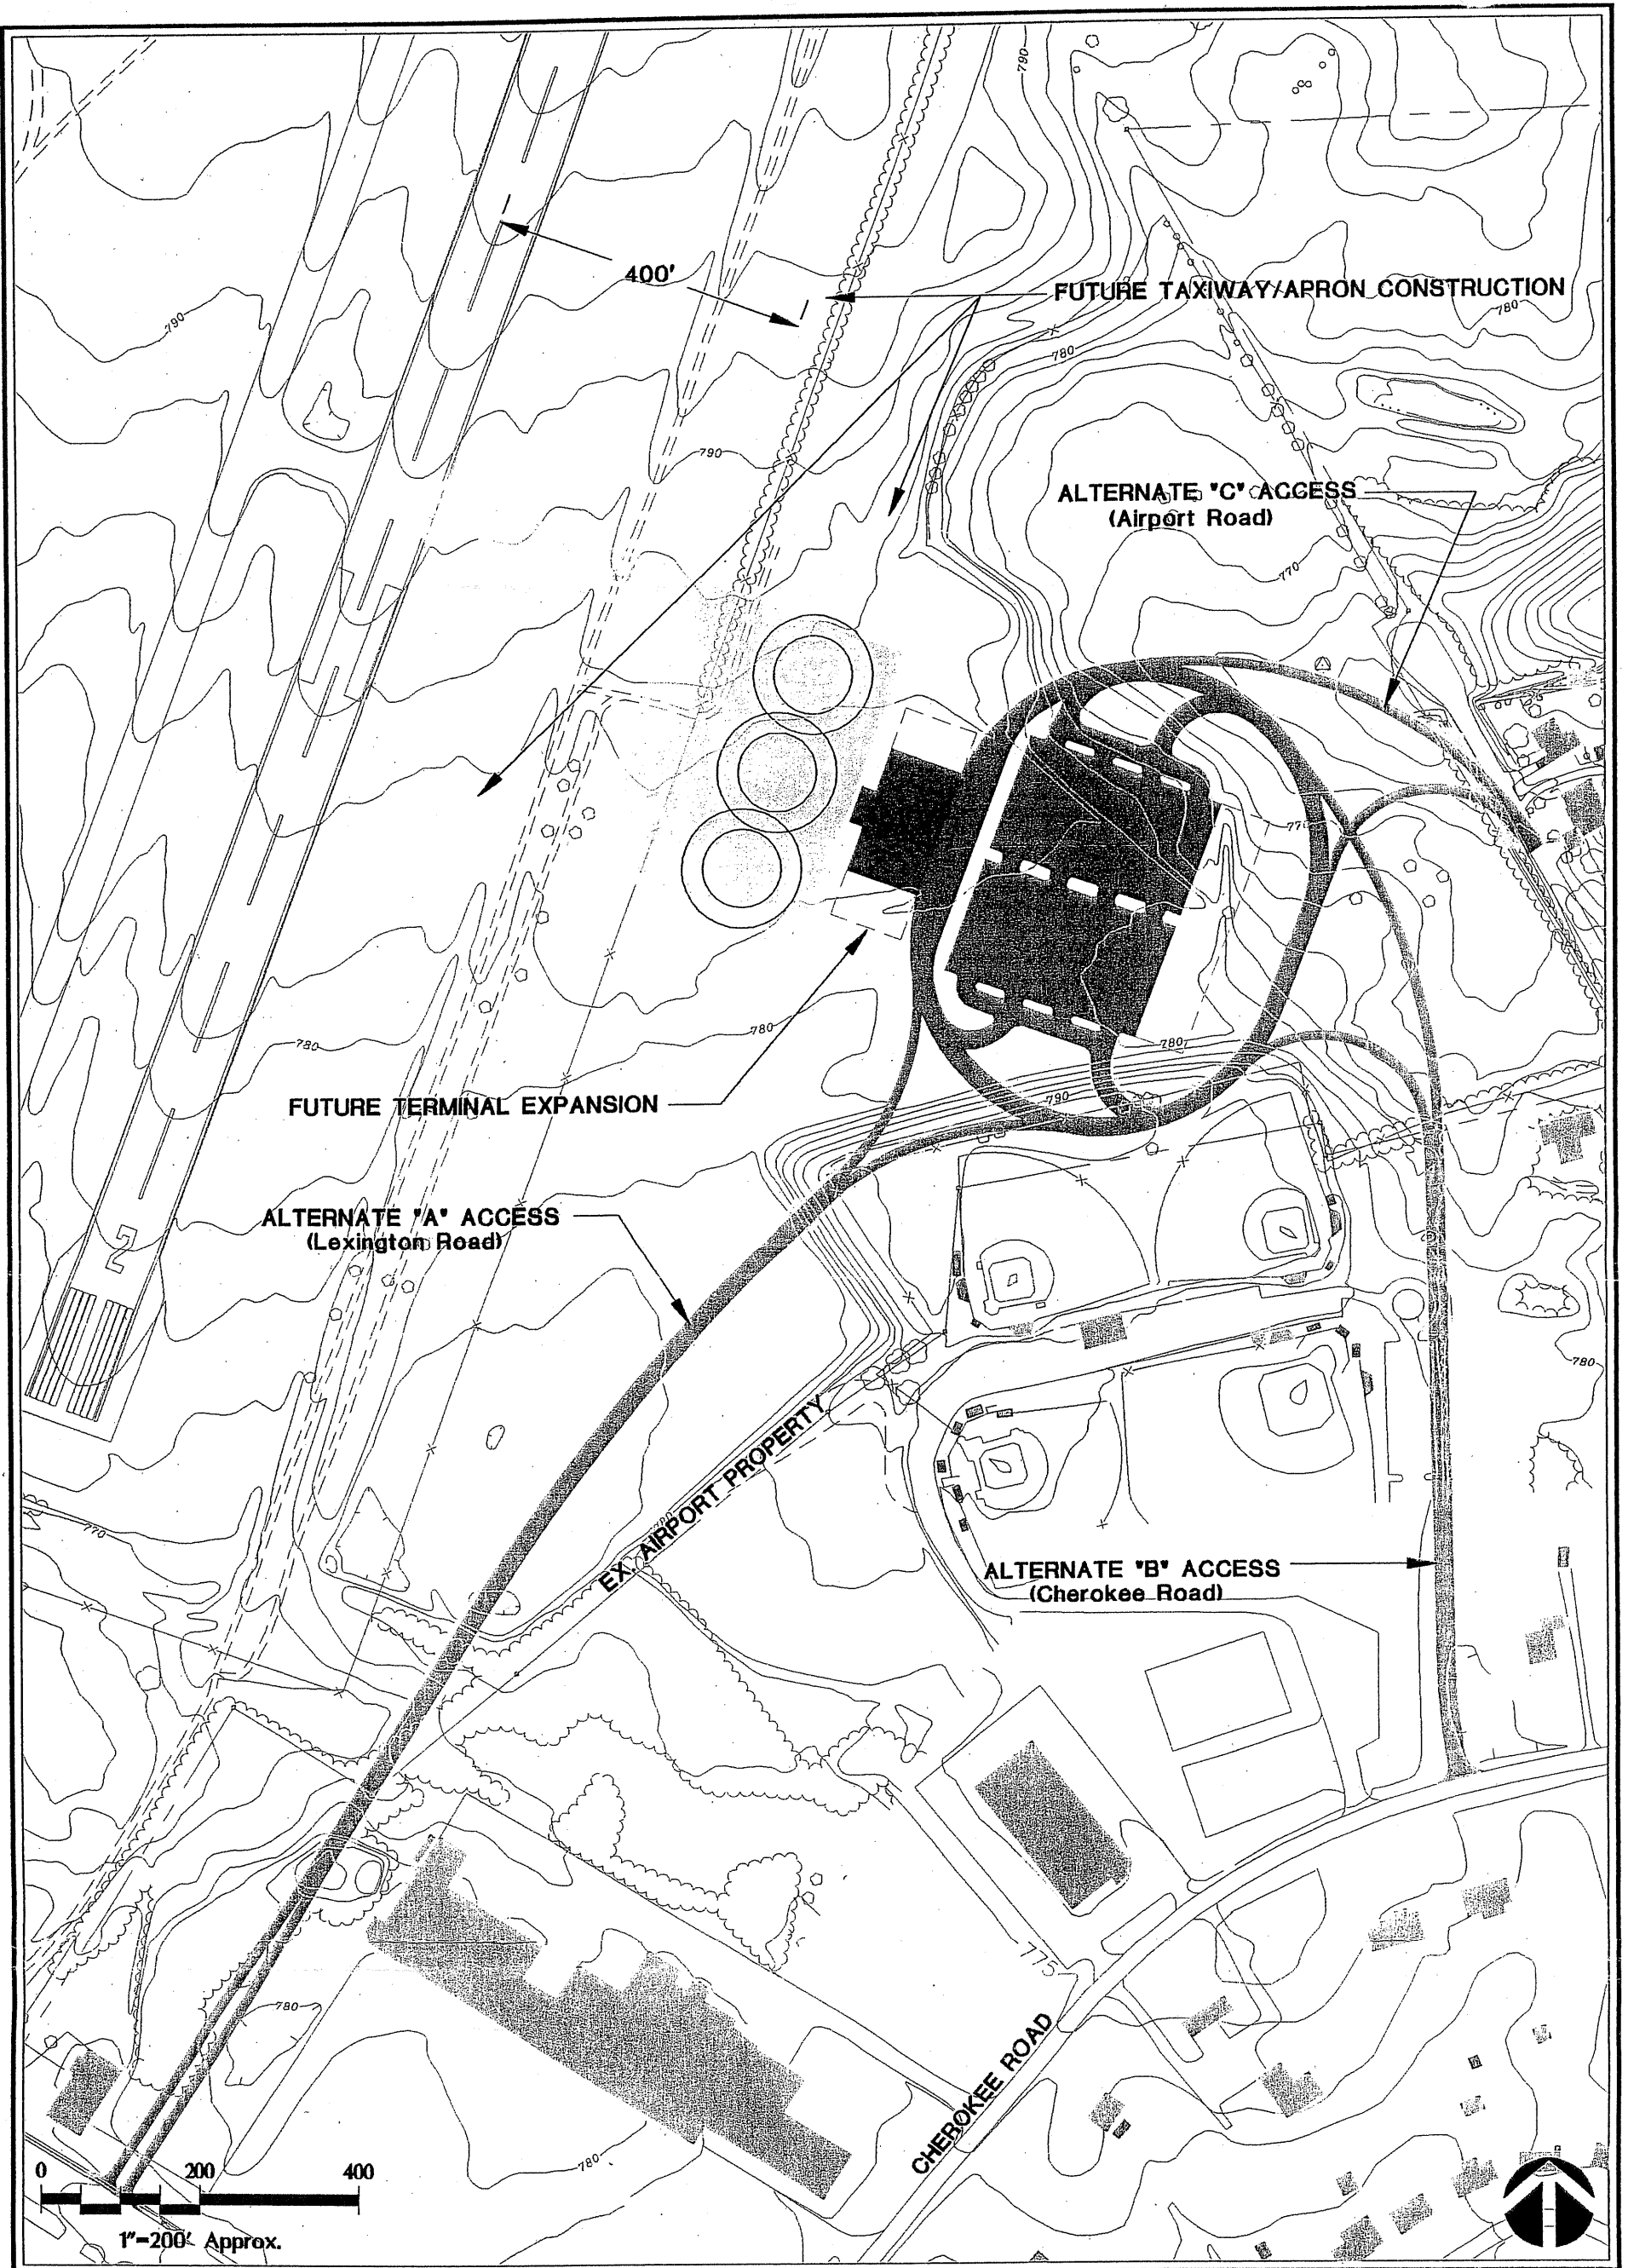 790
400'
FUTURE TAXIWAY/APRON CONSTRUCTION
780
790
780
790
ALTERNATE "C" ACCESS
(Airport Road)
770
770
780
780
780
790
FUTURE TERMINAL EXPANSION
ALTERNATE "A" ACCESS
(Lexington Road)
2
780
EX. AIRPORT PROPERTY
770
ALTERNATE "B" ACCESS
(Cherokee Road)
775
780
CHEROKEE ROAD
780
0 200 400
1"=200' Approx.